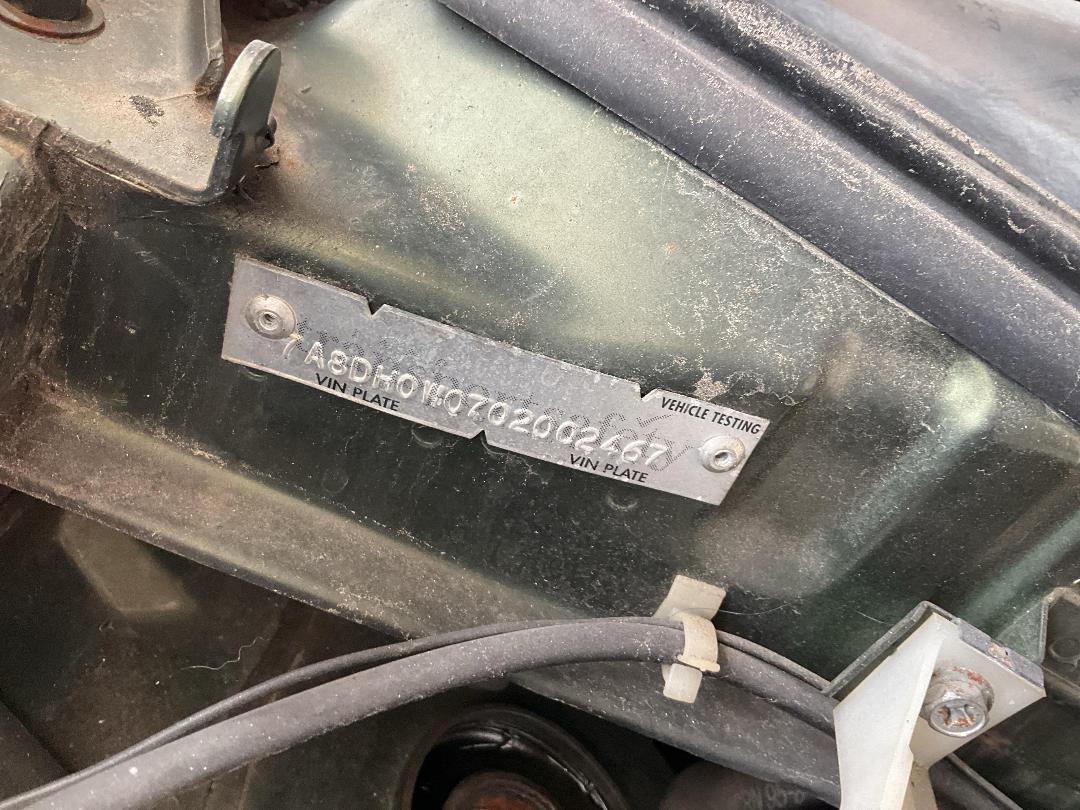 7A8DH0W0702002467
VIN PLATE
VEHICLE TESTING
VIN PLATE